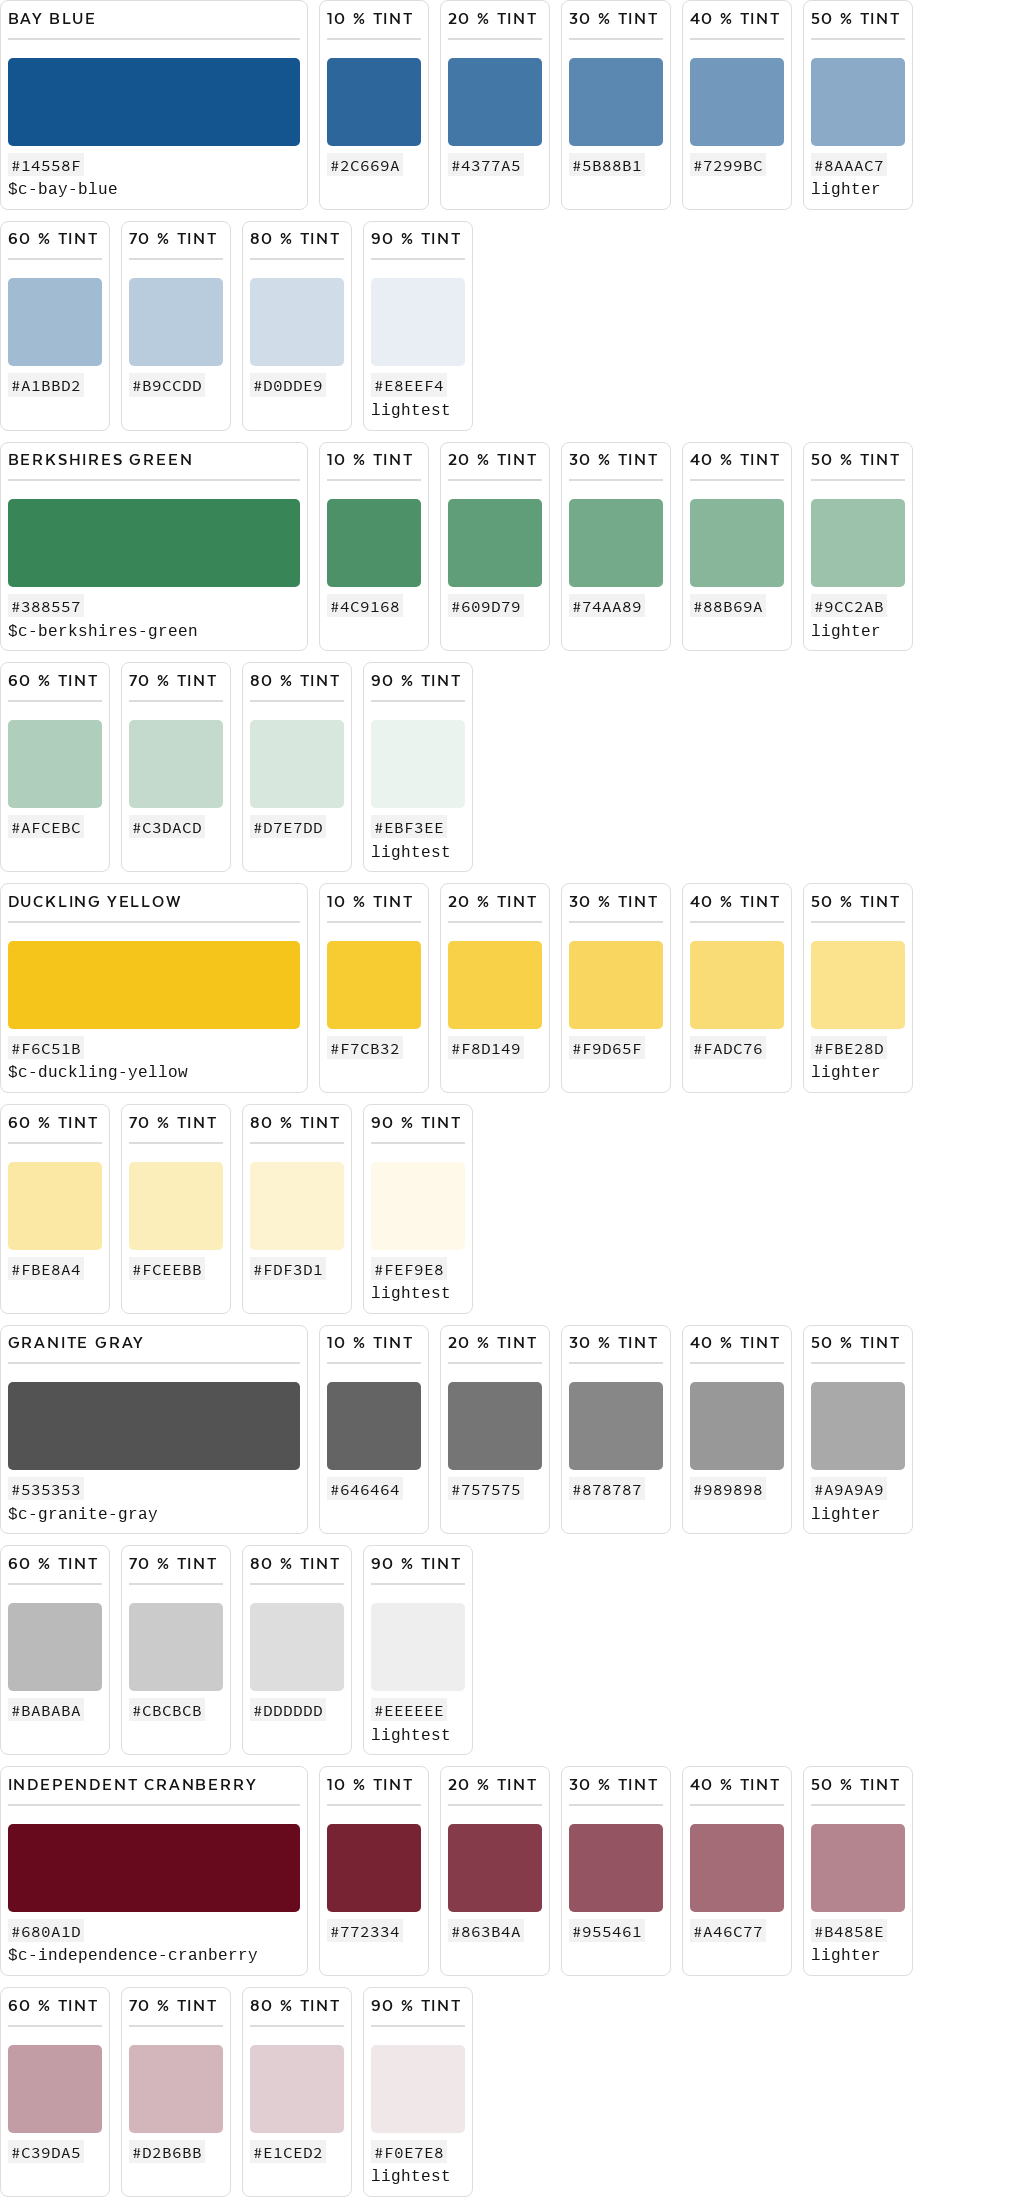 BAY BLUE
10 % TINT
20 % TINT
30 % TINT
40 % TINT
50 % TINT
#14558F
#2C669A
#4377A5
#5B88B1
#7299BC
#8AAAC7
$c-bay-blue
lighter
60 % TINT
70 % TINT
80 % TINT
90 % TINT
#A1BBD2
#B9CCDD
#D0DDE9
#E8EEF4
lightest
BERKSHIRES GREEN
10 % TINT
20 % TINT
30 % TINT
40 % TINT
50 % TINT
#388557
#4C9168
#609D79
#74AA89
#88B69A
#9CC2AB
$c-berkshires-green
lighter
60 % TINT
70 % TINT
80 % TINT
90 % TINT
#AFCEBC
#C3DACD
#D7E7DD
#EBF3EE
lightest
DUCKLING YELLOW
10 % TINT
20 % TINT
30 % TINT
40 % TINT
50 % TINT
#F6C51B
#F7CB32
#F8D149
#F9D65F
#FADC76
#FBE28D
$c-duckling-yellow
lighter
60 % TINT
70 % TINT
80 % TINT
90 % TINT
#FBE8A4
#FCEEBB
#FDF3D1
#FEF9E8
lightest
GRANITE GRAY
10 % TINT
20 % TINT
30 % TINT
40 % TINT
50 % TINT
#535353
#646464
#757575
#878787
#989898
#A9A9A9
$c-granite-gray
lighter
60 % TINT
70 % TINT
80 % TINT
90 % TINT
#BABABA
#CBCBCB
#DDDDDD
#EEEEEE
lightest
INDEPENDENT CRANBERRY
10 % TINT
20 % TINT
30 % TINT
40 % TINT
50 % TINT
#680A1D
#772334
#863B4A
#955461
#A46C77
#B4858E
$c-independence-cranberry
lighter
60 % TINT
70 % TINT
80 % TINT
90 % TINT
#C39DA5
#D2B6BB
#E1CED2
#F0E7E8
lightest